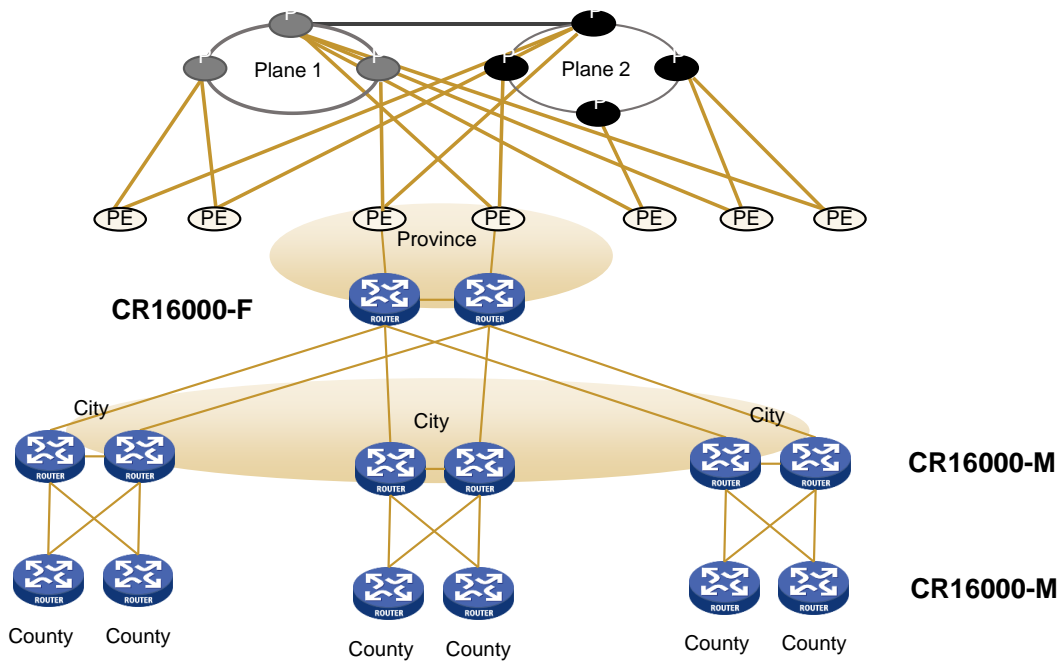 P
P
P
P
P
P
P
Plane 1
Plane 2
PE
PE
PE
PE
PE
PE
PE
Province
ROUTER
ROUTER
CR16000-F
City
City
City
ROUTER
ROUTER
ROUTER
ROUTER
ROUTER
ROUTER
CR16000-M
ROUTER
ROUTER
ROUTER
ROUTER
ROUTER
ROUTER
CR16000-M
County
County
County
County
County
County